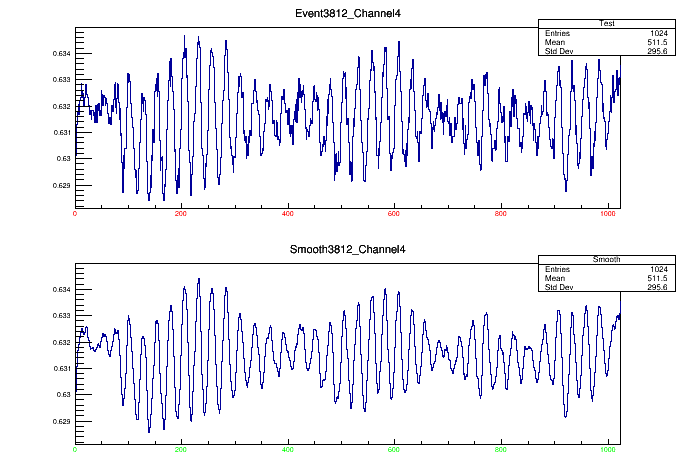 Event3812_Channel4
Test
Entries 1024
Mean 511.5
Std Dev 295.6
0.634
0.633
0.632
0.631
0.63
0.629
0 200 400 600 800 1000
Smooth3812_Channel4
Smooth
Entries 1024
Mean 511.5
Std Dev 295.6
0.634
0.633
0.632
0.631
0.63
0.629
0 200 400 600 800 1000